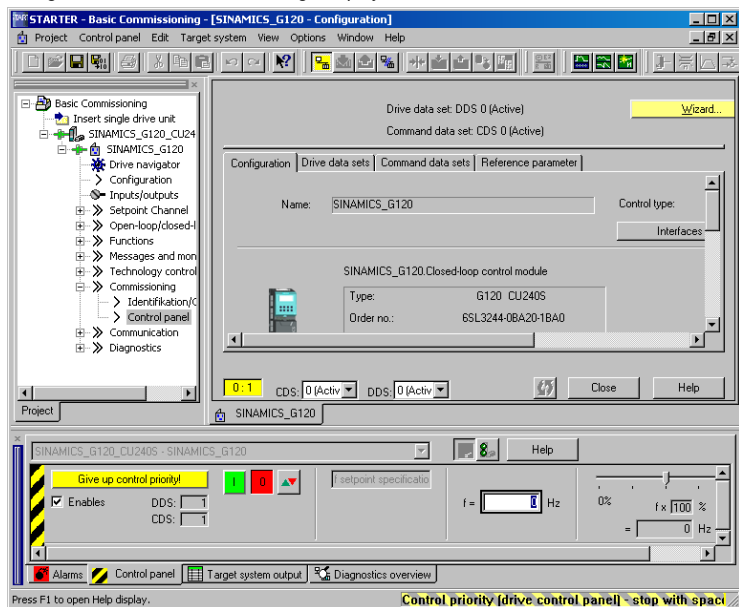 STARTER - Basic Commissioning - [SINAMICS_G120 - Configuration]
Project Control panel Edit Target system View Options Window Help
Basic Commissioning
Insert single drive unit
SINAMICS_G120_CU24
SINAMICS_G120
Drive navigator
Configuration
Inputs/outputs
Setpoint Channel
Open-loop/closed-l
Functions
Messages and mon
Technology control
Commissioning
Identifikation/
Control panel
Communication
Diagnostics
Project
Drive data set: DDS 0 (Active)
Wizard...
Command data set: CDS 0 (Active)
Configuration Drive data sets Command data sets Reference parameter
Name: SINAMICS_G120 Control type:
Interfaces
SINAMICS_G120.Closed-loop control module
Type: G120 CU240S
Order no.: 6SL3244-0BA20-1BA0
0 : 1 CDS: 0 (Activ DDS: 0 (Activ Close Help
SINAMICS_G120
SINAMICS_G120_CU240S - SINAMICS_G120 Help
Give up control priority! I 0 f setpoint specificatio
Enables DDS: 1 f = 0 Hz 0% f x 100 %
CDS: 1 = 0 Hz
Alarms Control panel Target system output Diagnostics overview
Press F1 to open Help display. Control priority (drive control panel) - stop with spaci